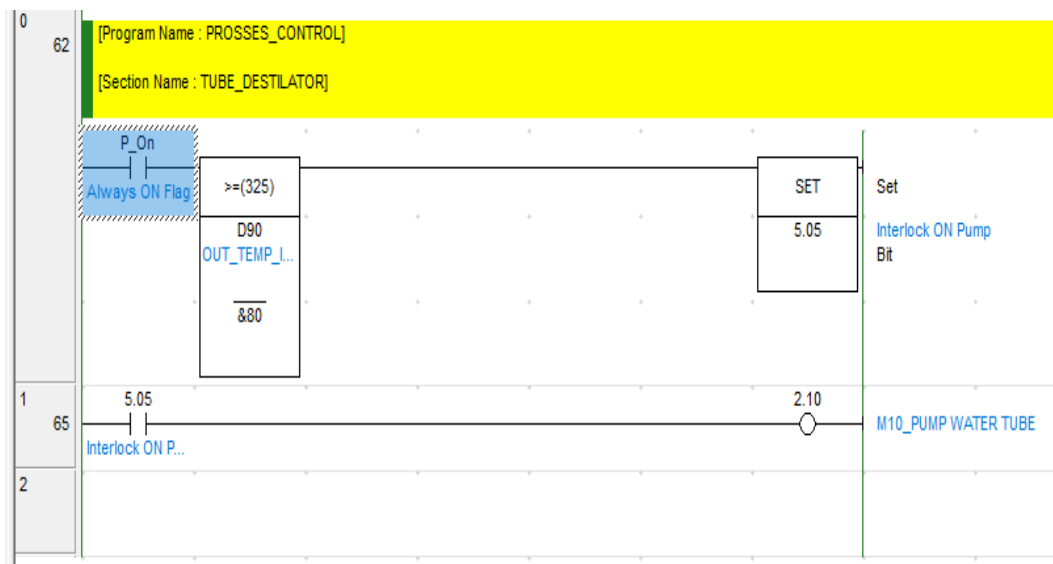 0
62
[Program Name : PROSSES_CONTROL]
[Section Name : TUBE_DESTILATOR]
P_On
Always ON Flag
>=(325)
D90
OUT_TEMP_I...
&80
SET
5.05
Set
Interlock ON Pump
Bit
1
65
5.05
Interlock ON P...
2.10
M10_PUMP WATER TUBE
2